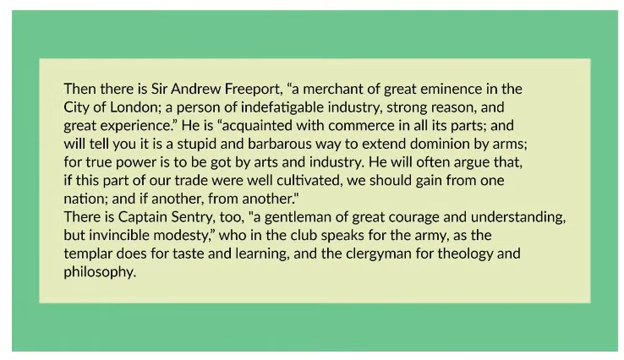 Then there is Sir Andrew Freeport, “a merchant of great eminence in the
City of London; a person of indefatigable industry, strong reason, and
great experience.” He is “acquainted with commerce in all its parts; and
will tell you it is a stupid and barbarous way to extend dominion by arms;
for true power is to be got by arts and industry. He will often argue that,
if this part of our trade were well cultivated, we should gain from one
nation; and if another, from another."
There is Captain Sentry, too, "a gentleman of great courage and understanding,
but invincible modesty,” who in the club speaks for the army, as the
templar does for taste and learning, and the clergyman for theology and
philosophy.